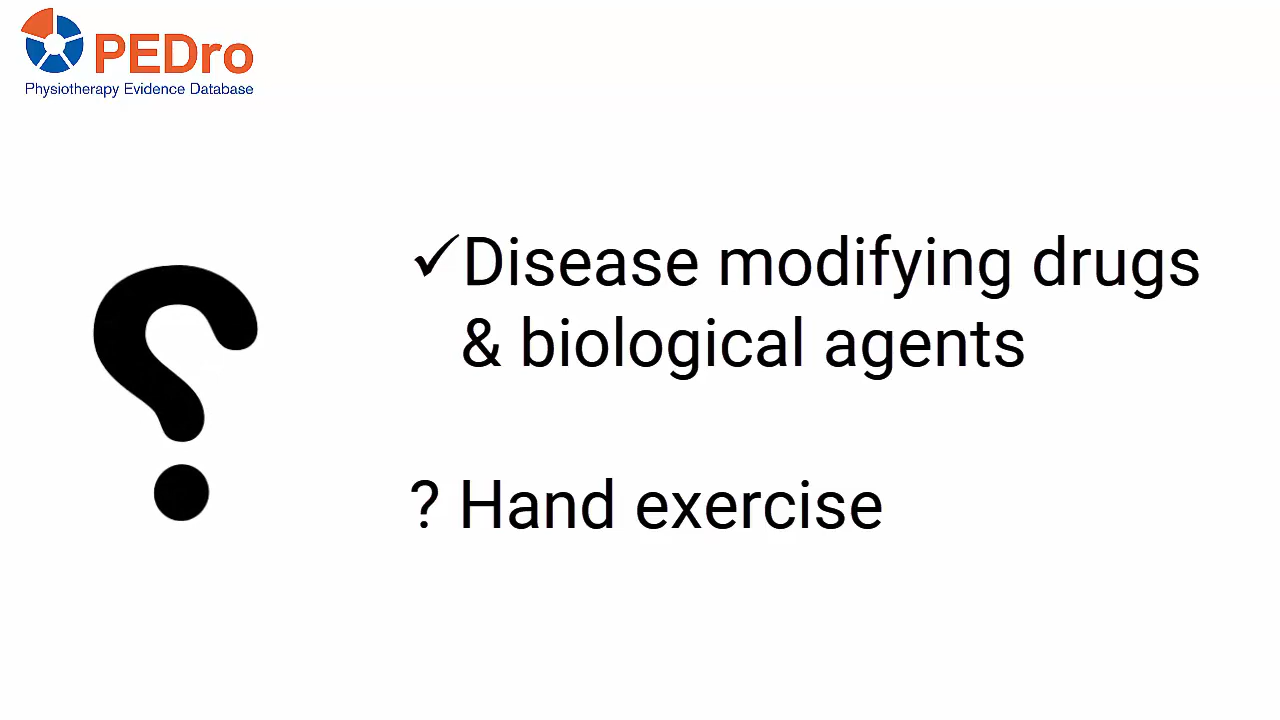 PEDro
Physiotherapy Evidence Database
✓Disease modifying drugs
& biological agents
? Hand exercise